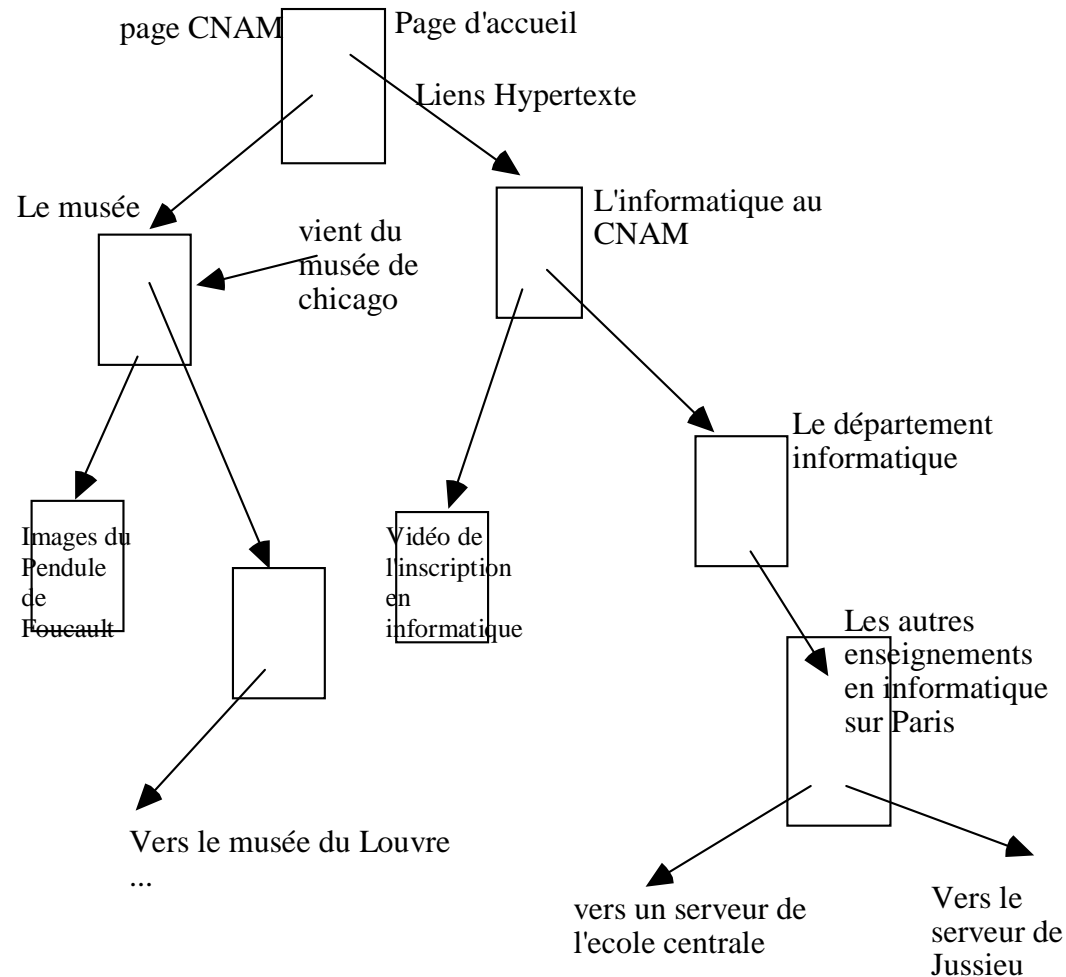 page CNAM
Page d'accueil
Liens Hypertexte
Le musée
vient du
musée de
chicago
L'informatique au
CNAM
Le département
informatique
Images du
Pendule
de
Foucault
Vidéo de
l'inscription
en
informatique
Les autres
enseignements
en informatique
sur Paris
Vers le musée du Louvre
...
vers un serveur de
l'ecole centrale
Vers le
serveur de
Jussieu